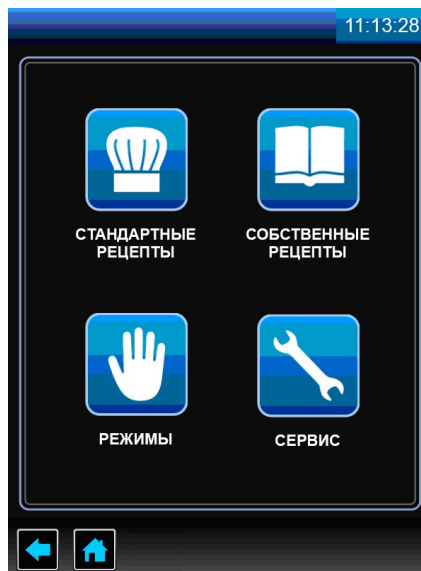 11:13:28
СТАНДАРТНЫЕ
РЕЦЕПТЫ
СОБСТВЕННЫЕ
РЕЦЕПТЫ
РЕЖИМЫ
СЕРВИС